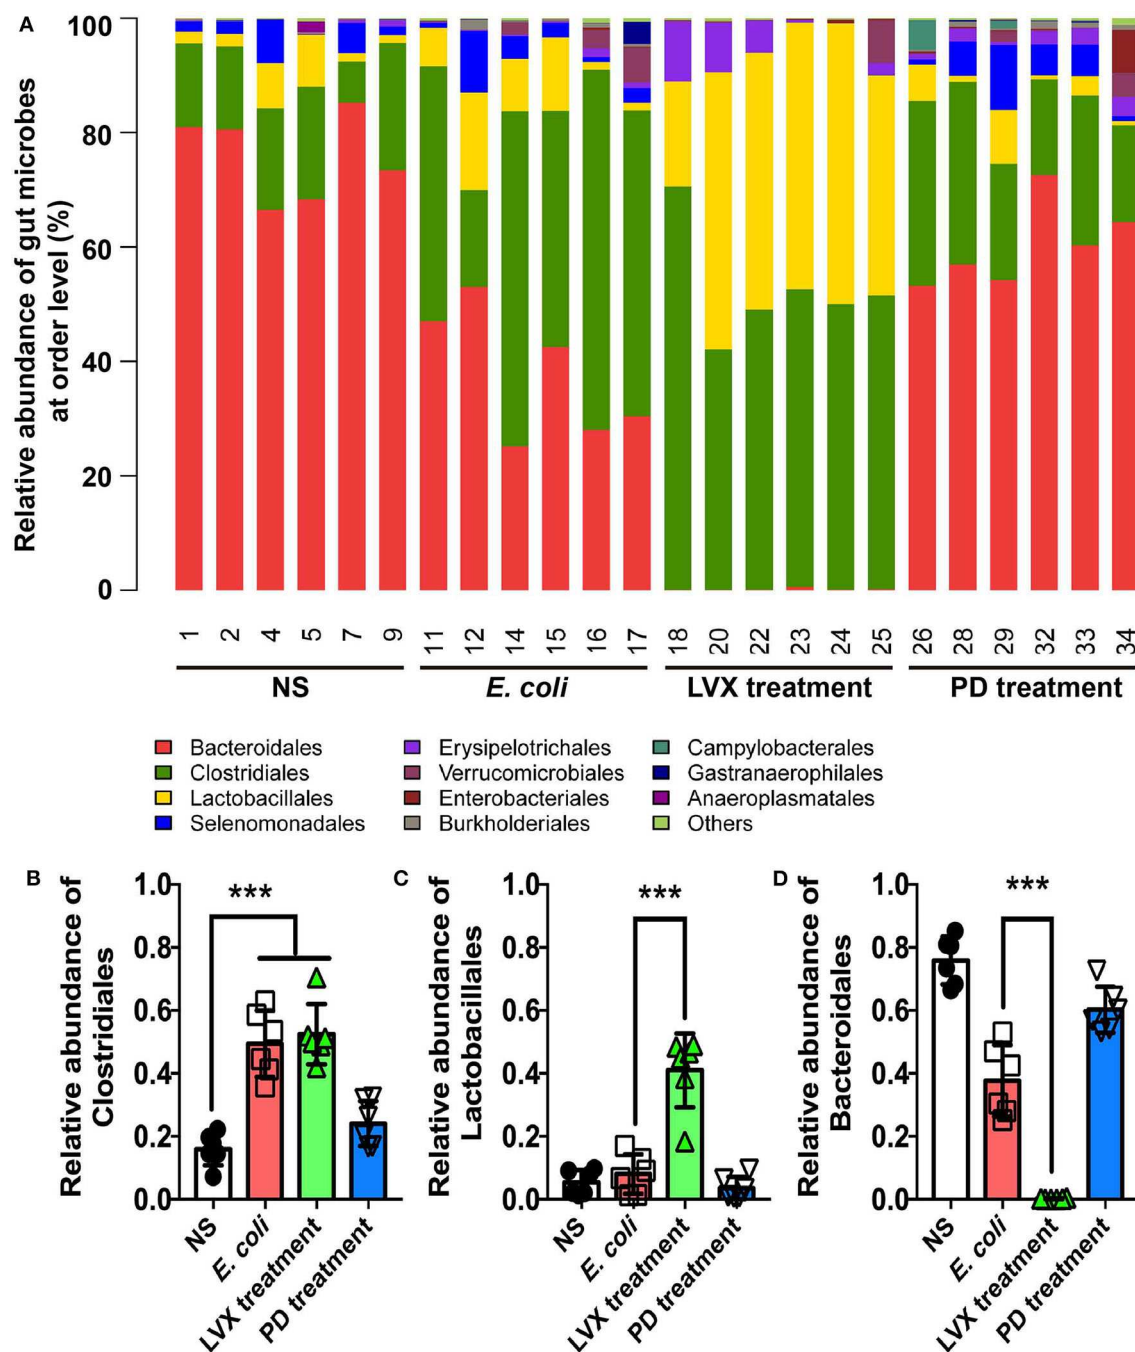 A
Relative abundance of gut microbes
at order level (%)
100
80
60
40
20
0
1 2 4 5 7 9 11 12 14 15 16 17 18 20 22 23 24 25 26 28 29 32 33 34
NS E. coli LVX treatment PD treatment
Bacteroidales Erysipelotrichales Campylobacterales
Clostridiales Verrucomicrobiales Gastranaerophilales
Lactobacillales Enterobacteriales Anaeroplasmatales
Selenomonadales Burkholderiales Others
B
Relative abundance of
Clostridiales
1.0
0.8
0.6
0.4
0.2
0.0
***
NS
E. coli
LVX treatment
PD treatment
C
Relative abundance of
Lactobacillales
1.0
0.8
0.6
0.4
0.2
0.0
***
NS
E. coli
LVX treatment
PD treatment
D
Relative abundance of
Bacteroidales
1.0
0.8
0.6
0.4
0.2
0.0
***
NS
E. coli
LVX treatment
PD treatment